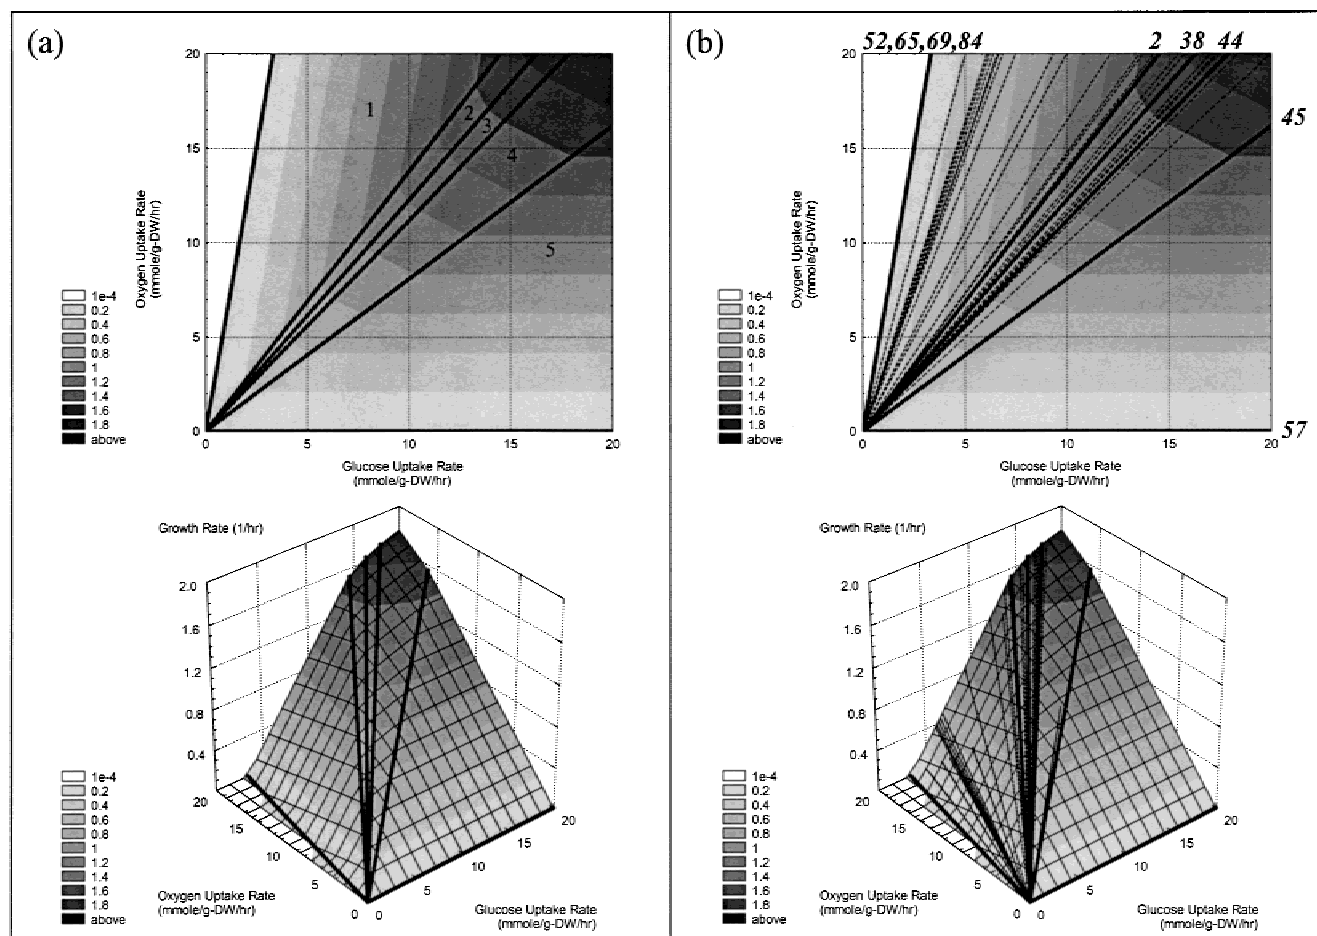 (a)
20
15
10
5
0
Oxygen Uptake Rate
(mmole/g-DW/hr)
1
2
3
4
5
1e-4
0.2
0.4
0.6
0.8
1
1.2
1.4
1.6
1.8
above
0 5 10 15 20
Glucose Uptake Rate
(mmole/g-DW/hr)
Growth Rate (1/hr)
2.0
1.6
1.2
0.8
0.4
1e-4
0.2
0.4
0.6
0.8
1
1.2
1.4
1.6
1.8
above
20
15
10
5
0
0
5
10
15
20
Oxygen Uptake Rate
(mmole/g-DW/hr)
Glucose Uptake Rate
(mmole/g-DW/hr)
(b)
52,65,69,84 2 38 44
45
57
20
15
10
5
0
Oxygen Uptake Rate
(mmole/g-DW/hr)
1e-4
0.2
0.4
0.6
0.8
1
1.2
1.4
1.6
1.8
above
0 5 10 15 20
Glucose Uptake Rate
(mmole/g-DW/hr)
Growth Rate (1/hr)
2.0
1.6
1.2
0.8
0.4
1e-4
0.2
0.4
0.6
0.8
1
1.2
1.4
1.6
1.8
above
20
15
10
5
0
0
5
10
15
20
Oxygen Uptake Rate
(mmole/g-DW/hr)
Glucose Uptake Rate
(mmole/g-DW/hr)